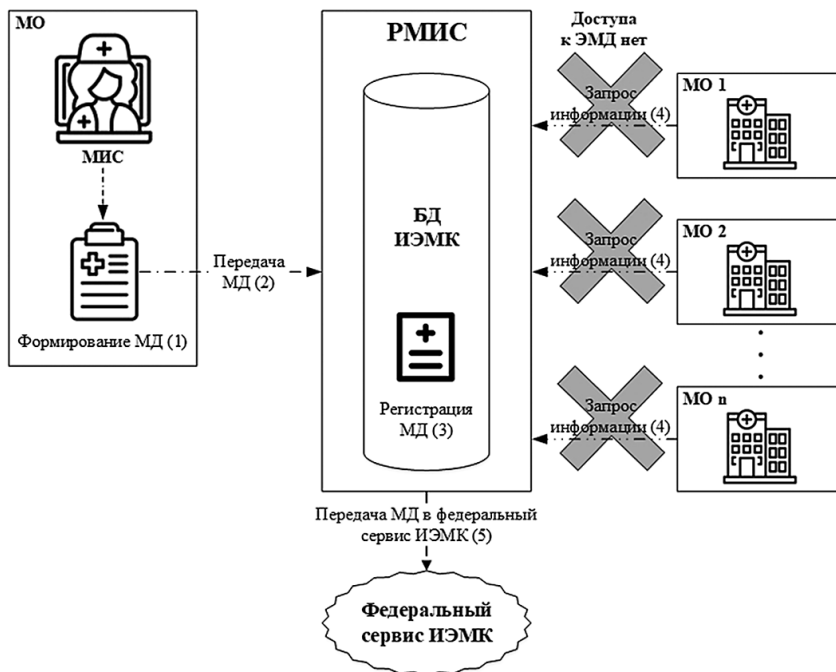 МО
МИС
Формирование МД (1)
Передача
МД (2)
РМИС
БД
ИЭМК
Регистрация
МД (3)
Доступа
к ЭМД нет
Запрос
информации (4)
МО 1
Запрос
информации (4)
МО 2
Запрос
информации (4)
МО n
Передача МД в федеральный
сервис ИЭМК (5)
Федеральный
сервис ИЭМК